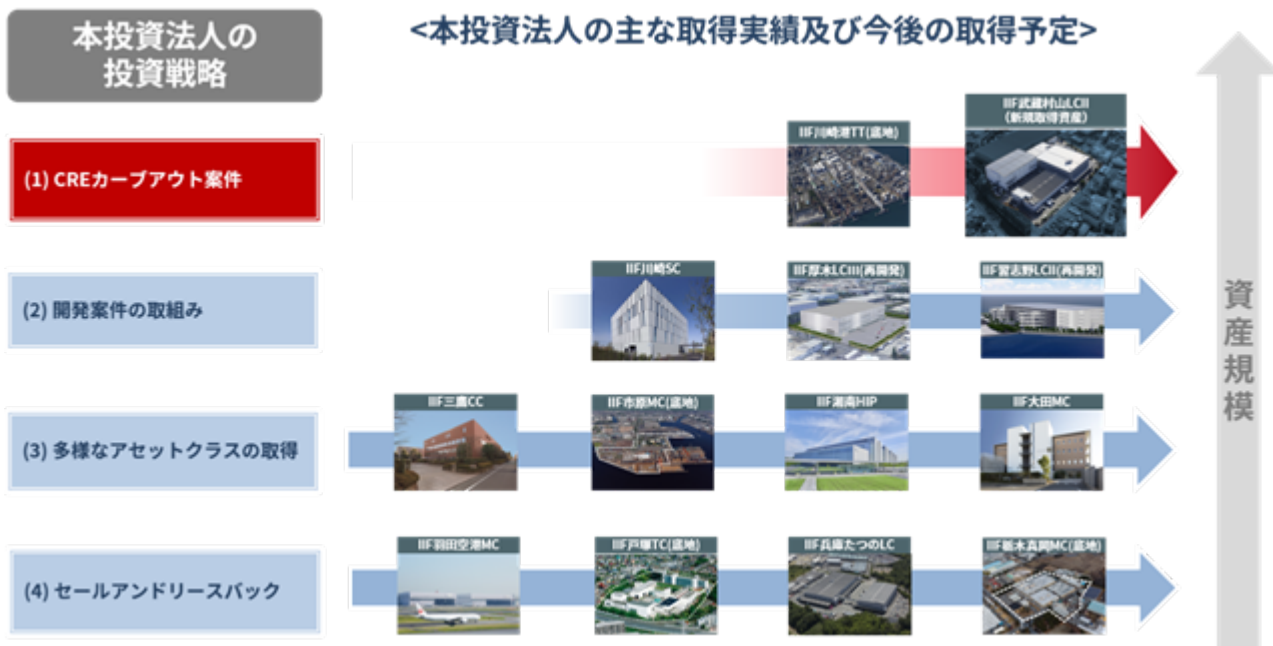 本投資法人の
投資戦略
<本投資法人の主な取得実績及び今後の取得予定>
(1) CREカーブアウト案件
IIF川崎港TT(底地)
IIF武蔵村山LCII
(新規取得資産)
(2) 開発案件の取組み
IIF川崎SC
IIF厚木LCIII(再開発)
IIF習志野LCII(再開発)
(3) 多様なアセットクラスの取得
IIF三鷹CC
IIF市原MC(底地)
IIF湘南HIP
IIF大田MC
(4) セールアンドリースバック
IIF羽田空港MC
IIF戸塚TC(底地)
IIF兵庫たつのLC
IIF栃木真岡MC(底地)
資産規模